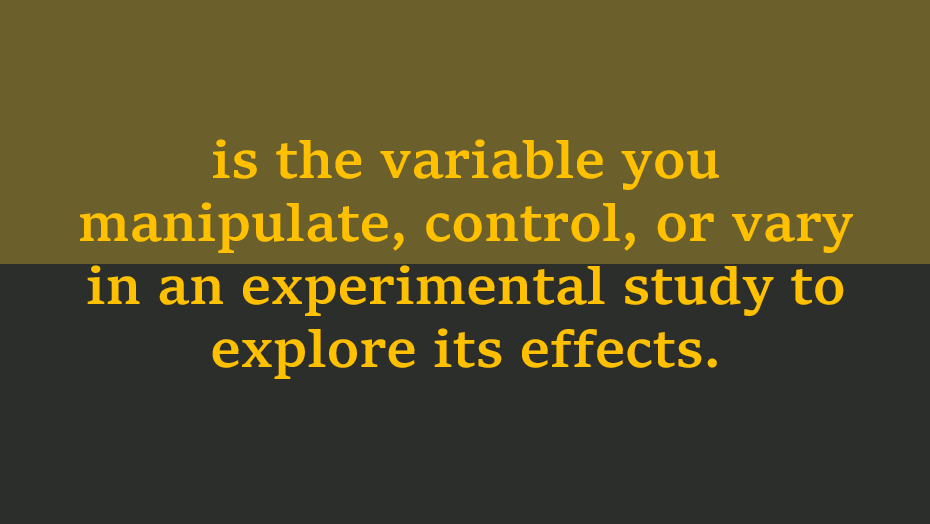 is the variable you
manipulate, control, or vary
in an experimental study to
explore its effects.